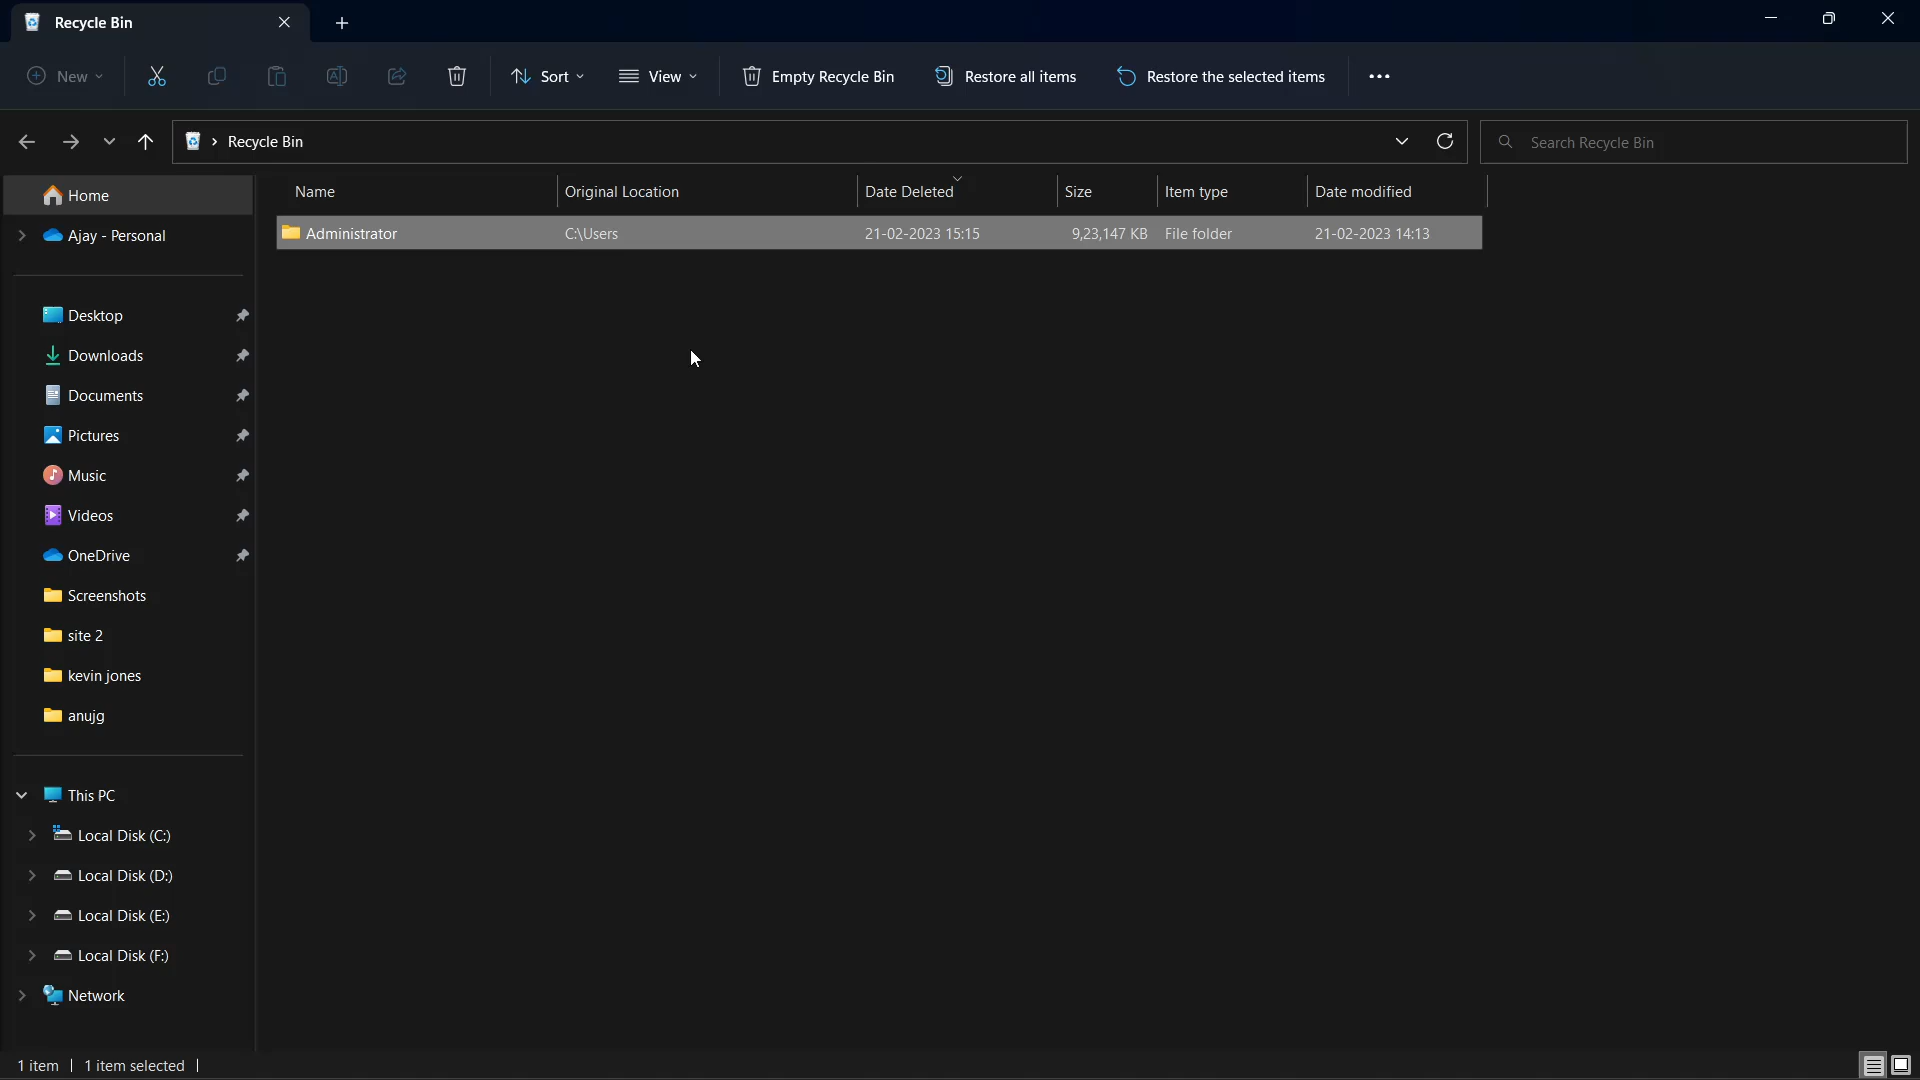 Recycle Bin
New
Sort
View
Empty Recycle Bin
Restore all items
Restore the selected items
Recycle Bin
Search Recycle Bin
Home
Ajay - Personal
Desktop
Downloads
Documents
Pictures
Music
Videos
OneDrive
Screenshots
site 2
kevin jones
anujg
This PC
Local Disk (C:)
Local Disk (D:)
Local Disk (E:)
Local Disk (F:)
Network
Name Original Location Date Deleted Size Item type Date modified
Administrator C:\Users 21-02-2023 15:15 9,23,147 KB File folder 21-02-2023 14:13
1 item 1 item selected